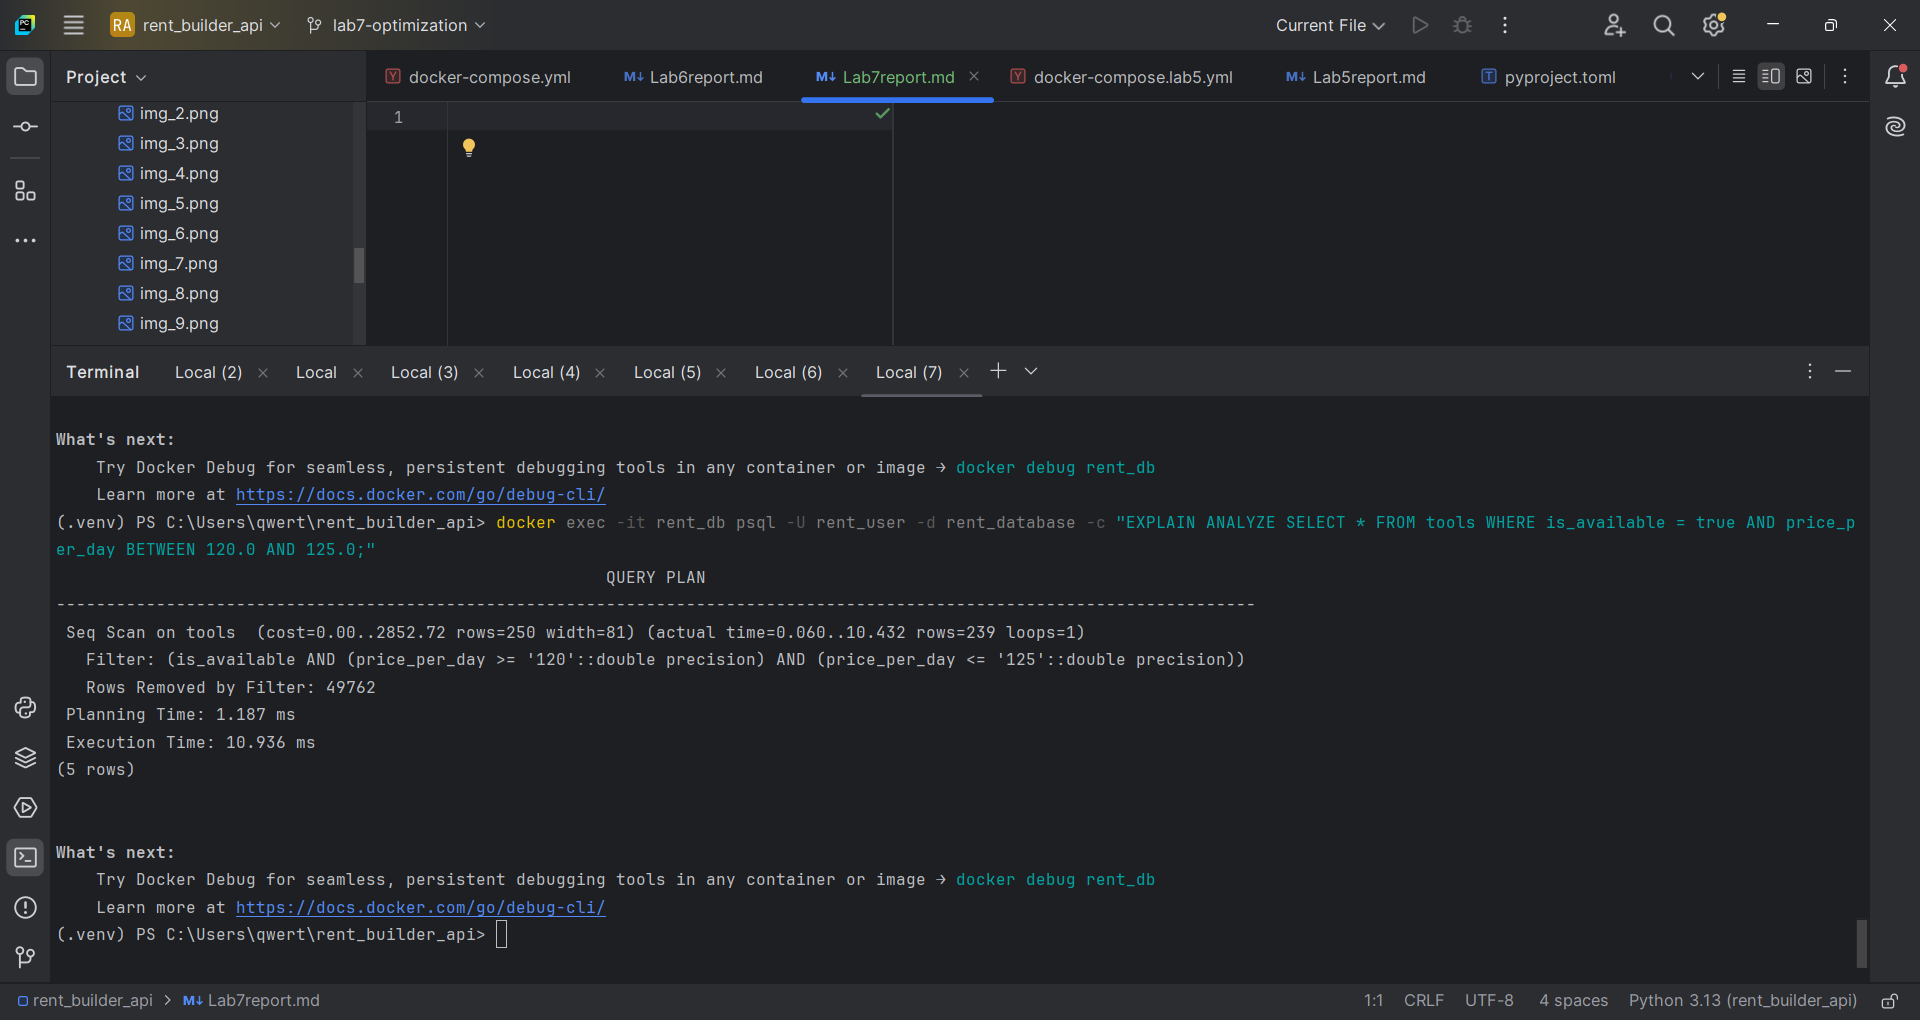 RA rent_builder_api lab7-optimization Current File
Project
docker-compose.yml Lab6report.md Lab7report.md docker-compose.lab5.yml Lab5report.md pyproject.toml
img_2.png
img_3.png
img_4.png
img_5.png
img_6.png
img_7.png
img_8.png
img_9.png
1
Terminal Local (2) Local Local (3) Local (4) Local (5) Local (6) Local (7)
What's next:
Try Docker Debug for seamless, persistent debugging tools in any container or image → docker debug rent_db
Learn more at https://docs.docker.com/go/debug-cli/
(.venv) PS C:\Users\qwert\rent_builder_api> docker exec -it rent_db psql -U rent_user -d rent_database -c "EXPLAIN ANALYZE SELECT * FROM tools WHERE is_available = true AND price_p
er_day BETWEEN 120.0 AND 125.0;"
QUERY PLAN
------------------------------------------------------------------------------------------------------------------------
Seq Scan on tools  (cost=0.00..2852.72 rows=250 width=81) (actual time=0.060..10.432 rows=239 loops=1)
Filter: (is_available AND (price_per_day >= '120'::double precision) AND (price_per_day <= '125'::double precision))
Rows Removed by Filter: 49762
Planning Time: 1.187 ms
Execution Time: 10.936 ms
(5 rows)
What's next:
Try Docker Debug for seamless, persistent debugging tools in any container or image → docker debug rent_db
Learn more at https://docs.docker.com/go/debug-cli/
(.venv) PS C:\Users\qwert\rent_builder_api>
rent_builder_api > Lab7report.md 1:1 CRLF UTF-8 4 spaces Python 3.13 (rent_builder_api)